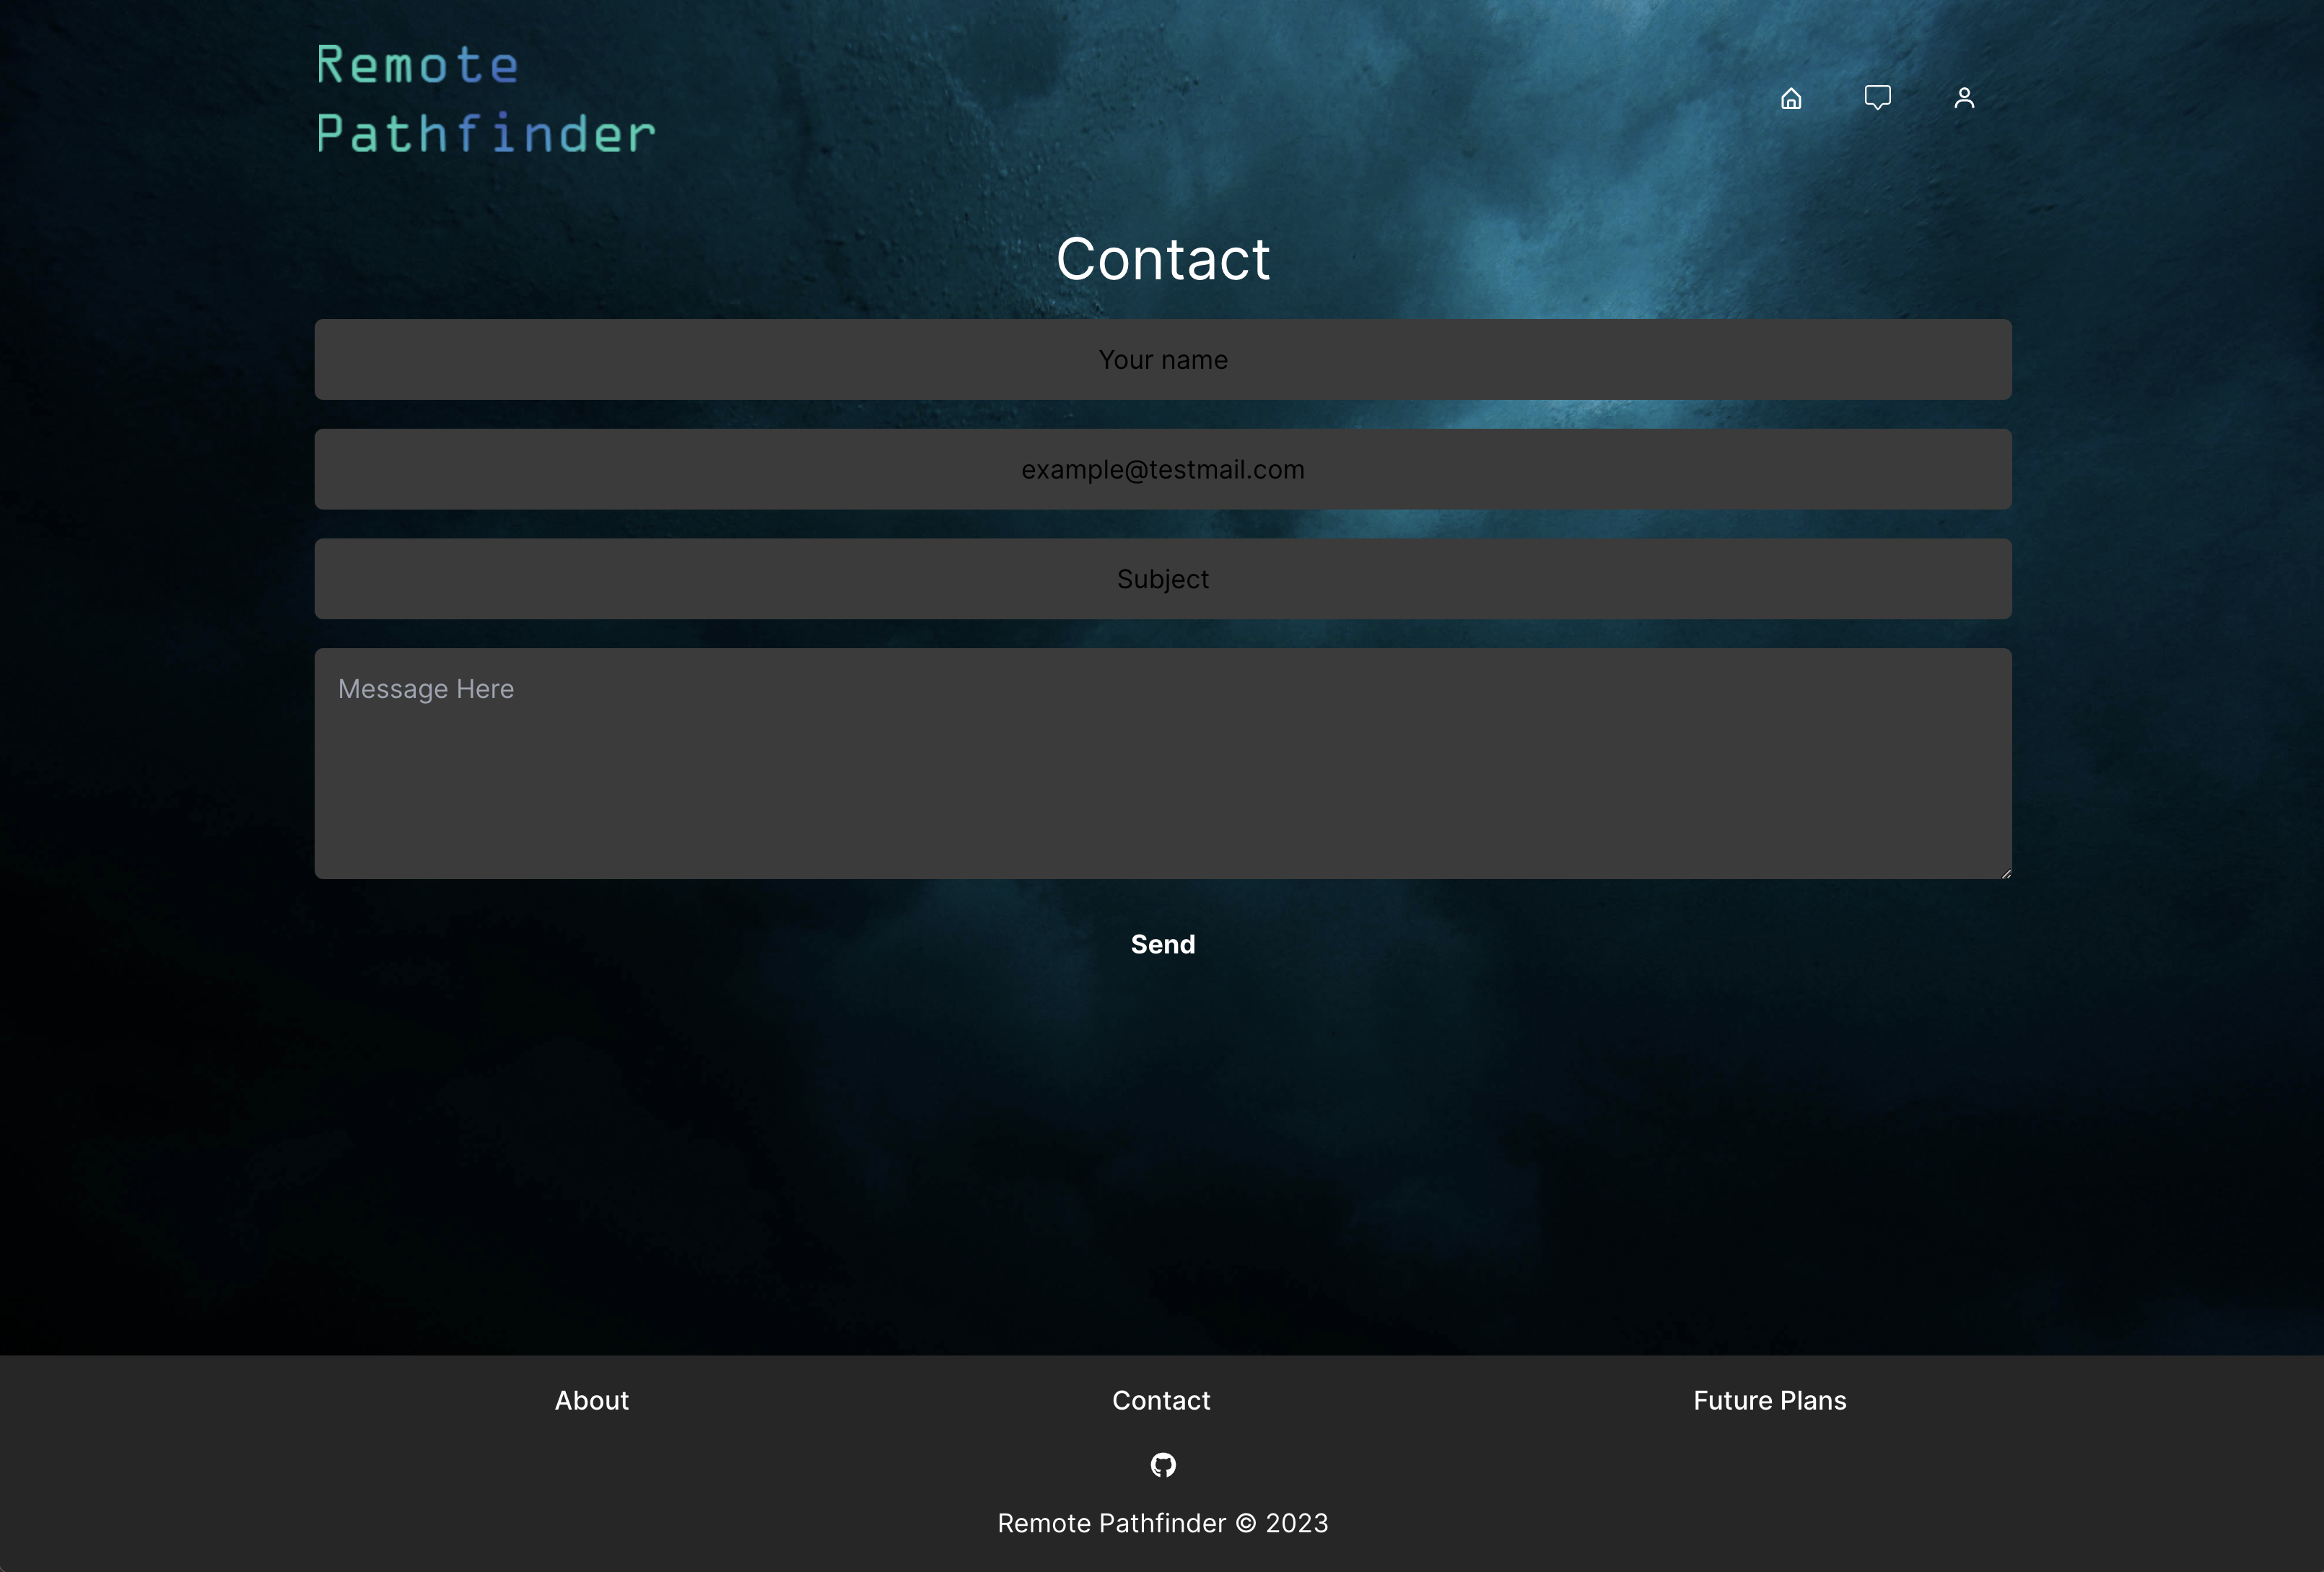 Remote
Pathfinder
Contact
Your name
example@testmail.com
Subject
Message Here
Send
About
Contact
Future Plans
Remote Pathfinder © 2023